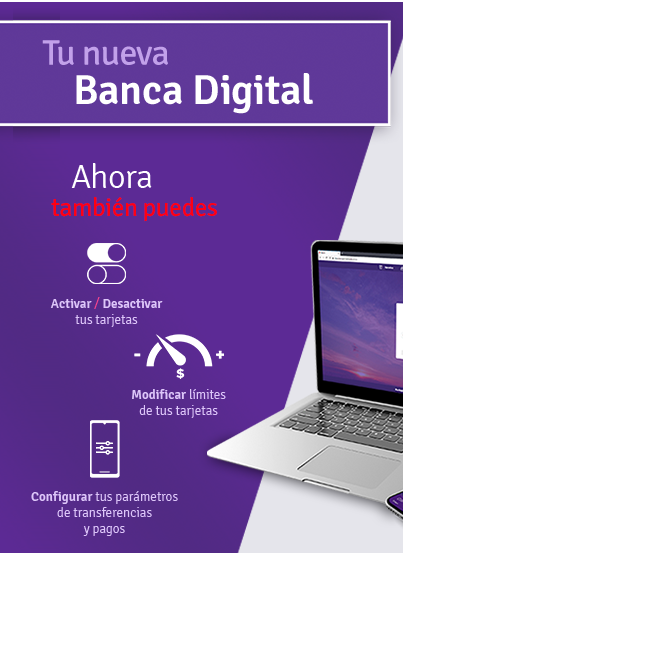 Tu nueva
Banca Digital
Ahora
también puedes
Activar / Desactivar
tus tarjetas
- +
$
Modificar límites
de tus tarjetas
Configurar tus parámetros
de transferencias
y pagos